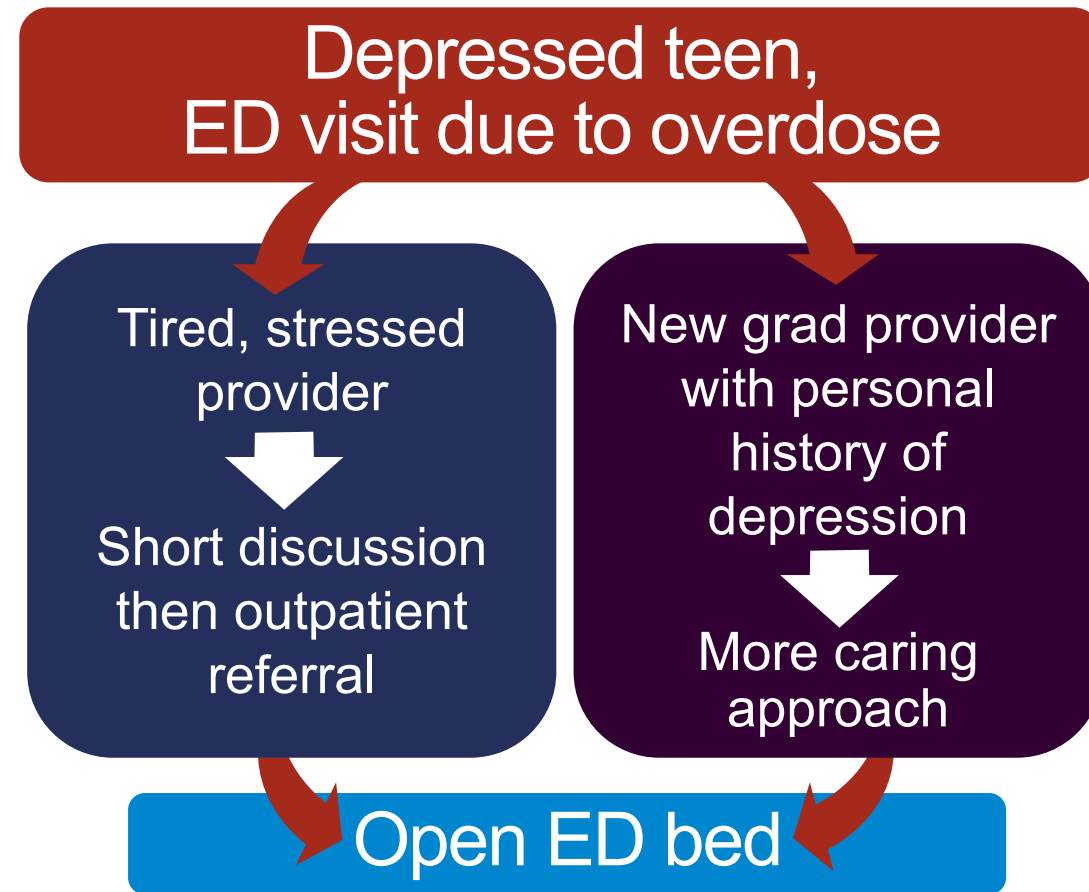 Depressed teen,
ED visit due to overdose
Tired, stressed
provider
Short discussion
then outpatient
referral
New grad provider
with personal
history of
depression
More caring
approach
Open ED bed